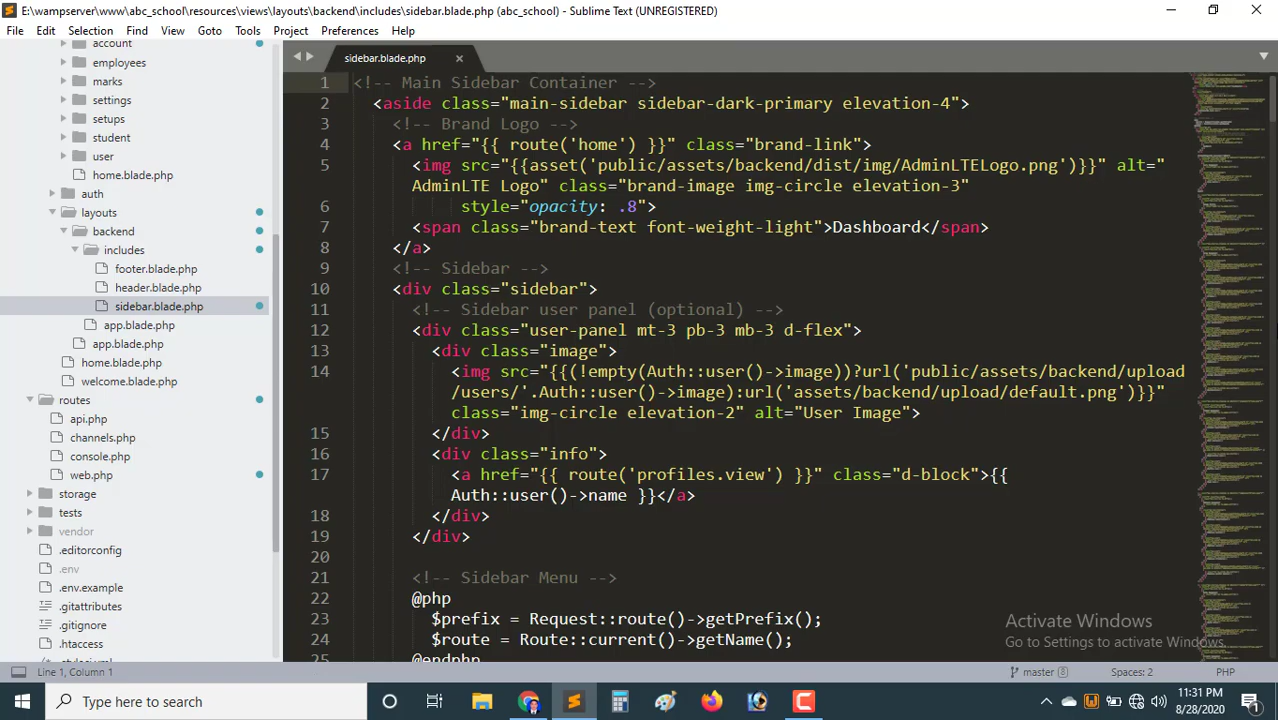 E:\wampserver\www\abc_school\resources\views\layouts\backend\includes\sidebar.blade.php (abc_school) - Sublime Text (UNREGISTERED)
File Edit Selection Find View Goto Tools Project Preferences Help
account
employees
marks
settings
setups
student
user
home.blade.php
auth
layouts
backend
includes
footer.blade.php
header.blade.php
sidebar.blade.php
app.blade.php
app.blade.php
home.blade.php
welcome.blade.php
routes
api.php
channels.php
console.php
web.php
storage
tests
vendor
.editorconfig
.env
.env.example
.gitattributes
.gitignore
.htaccess
.styleci.yml
sidebar.blade.php
1 <!-- Main Sidebar Container -->
2 <aside class="main-sidebar sidebar-dark-primary elevation-4">
3 <!-- Brand Logo -->
4 <a href="{{ route('home') }}" class="brand-link">
5 <img src="{{asset('public/assets/backend/dist/img/AdminLTELogo.png')}}" alt="
AdminLTE Logo" class="brand-image img-circle elevation-3"
6 style="opacity: .8">
7 <span class="brand-text font-weight-light">Dashboard</span>
8 </a>
9 <!-- Sidebar -->
10 <div class="sidebar">
11 <!-- Sidebar user panel (optional) -->
12 <div class="user-panel mt-3 pb-3 mb-3 d-flex">
13 <div class="image">
14 <img src="{{(!empty(Auth::user()->image))?url('public/assets/backend/upload
/users/'.Auth::user()->image):url('assets/backend/upload/default.png')}}"
class="img-circle elevation-2" alt="User Image">
15 </div>
16 <div class="info">
17 <a href="{{ route('profiles.view') }}" class="d-block">{{
Auth::user()->name }}</a>
18 </div>
19 </div>
20
21 <!-- Sidebar Menu -->
22 @php
23 $prefix = Request::route()->getPrefix();
24 $route = Route::current()->getName();
25 @endphp
Activate Windows
Go to Settings to activate Windows.
Line 1, Column 1
master 8
Spaces: 2
PHP
Type here to search
11:31 PM
8/28/2020
1